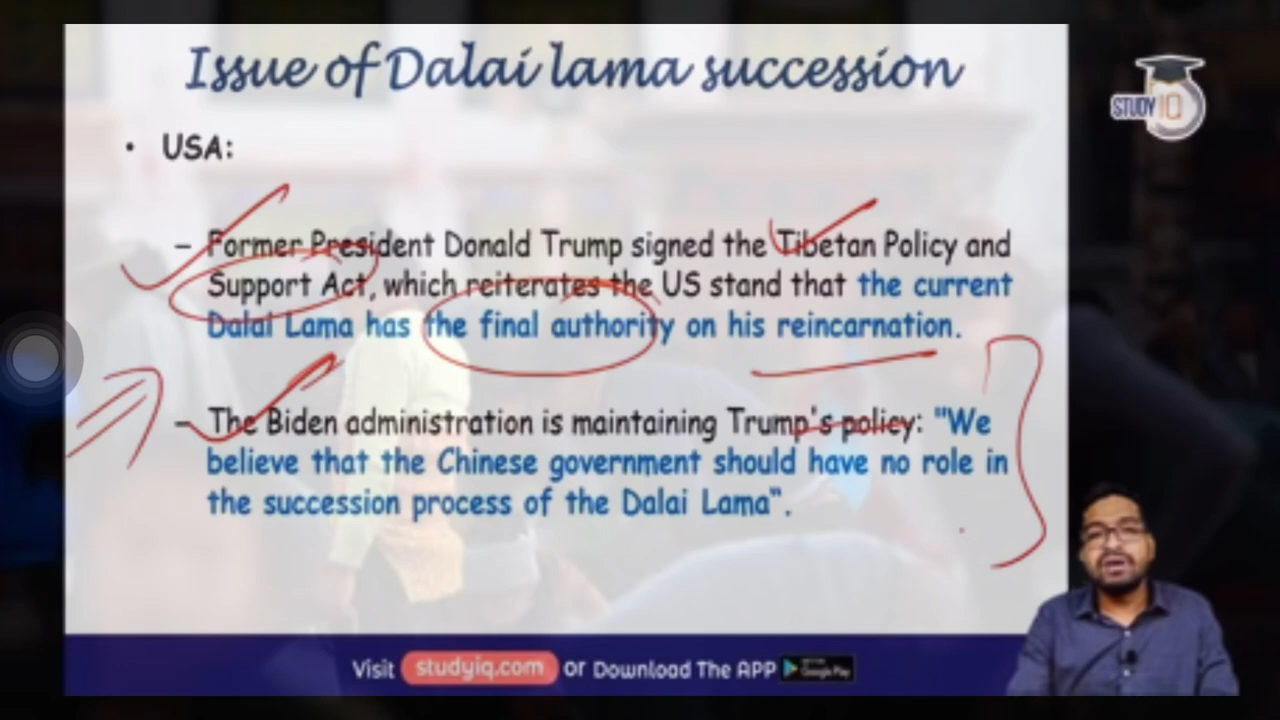 Issue of Dalai lama succession
STUDY IQ
• USA:
– Former President Donald Trump signed the Tibetan Policy and
Support Act, which reiterates the US stand that the current
Dalai Lama has the final authority on his reincarnation.
– The Biden administration is maintaining Trump's policy: "We
believe that the Chinese government should have no role in
the succession process of the Dalai Lama".
Visit studyiq.com or Download The APP Google Play